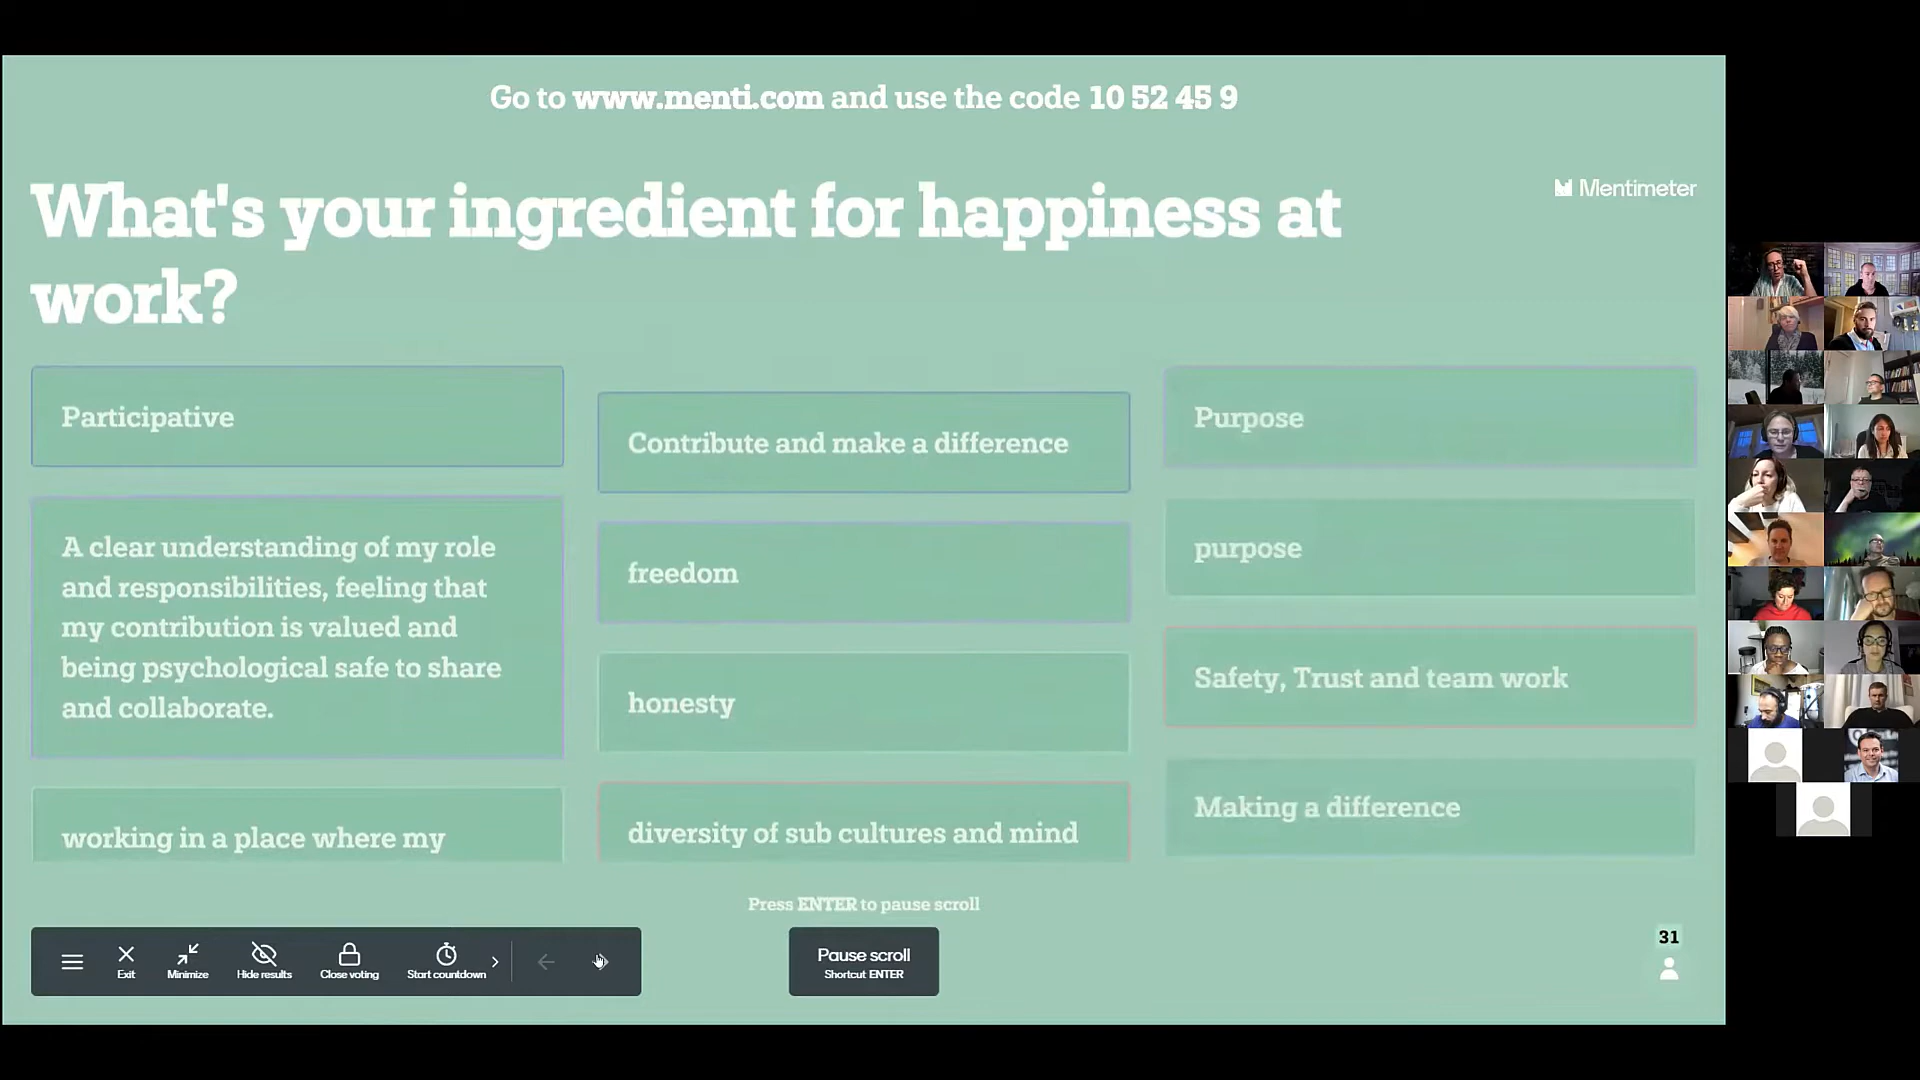 Go to www.menti.com and use the code 10 52 45 9
What's your ingredient for happiness at
work?
Mentimeter
Participative
A clear understanding of my role
and responsibilities, feeling that
my contribution is valued and
being psychological safe to share
and collaborate.
working in a place where my
Contribute and make a difference
freedom
honesty
diversity of sub cultures and mind
Purpose
purpose
Safety, Trust and team work
Making a difference
Press ENTER to pause scroll
Exit
Minimize
Hide results
Close voting
Start countdown
Pause scroll
Shortcut ENTER
31